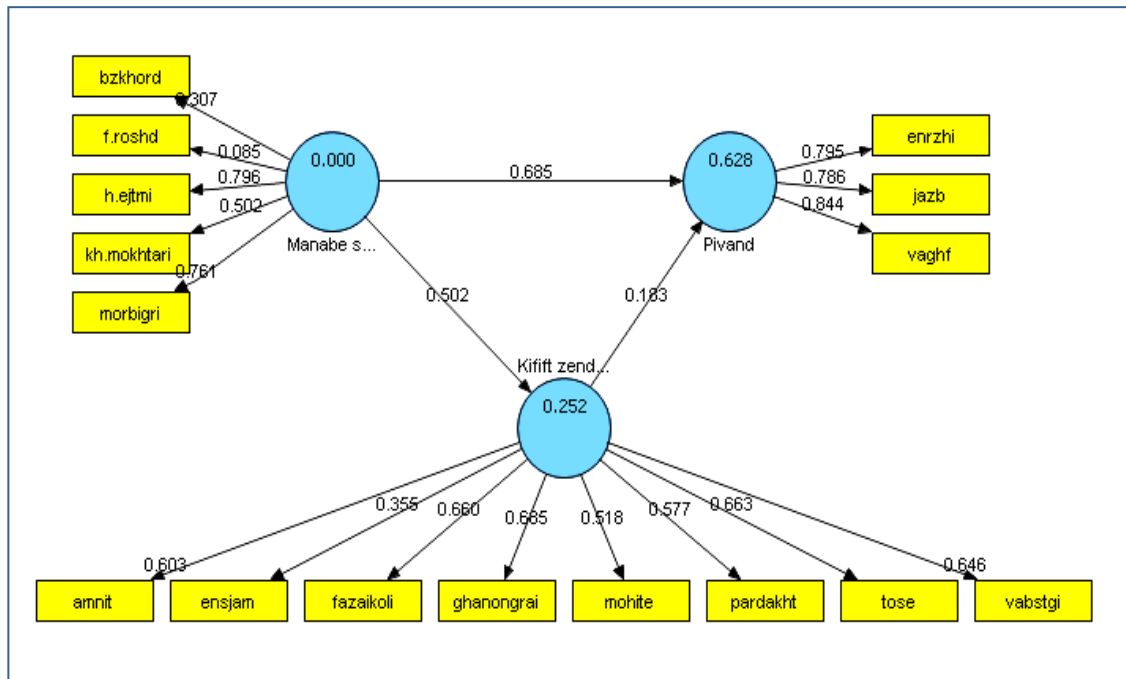 bzkhord
0.307
f.roshd
0.085
h.ejtmi
0.796
kh.mokhtari
0.502
morbigri
0.761
0.000
Manabe s...
0.685
0.628
Pivand
0.795
enrzhi
0.786
jazb
0.844
vaghf
0.502
0.183
Kifift zend...
0.252
0.603
0.355
0.660
0.685
0.518
0.577
0.663
0.646
amnit
ensjam
fazaikoli
ghanongrai
mohite
pardakht
tose
vabstgi